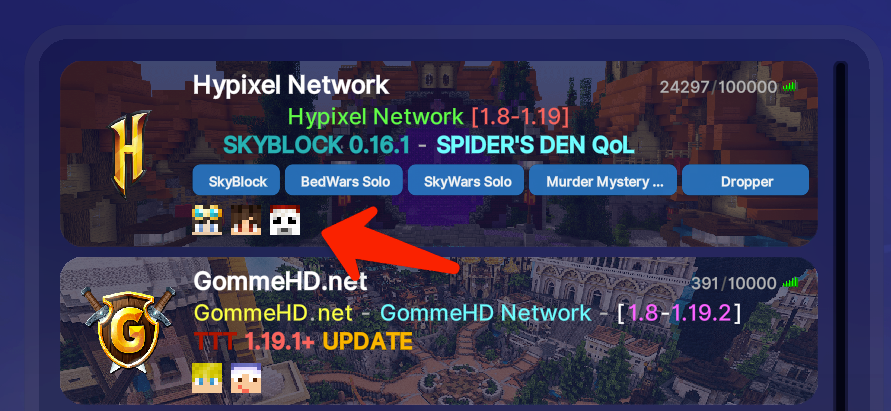 Hypixel Network
24297/100000
Hypixel Network [1.8-1.19]
SKYBLOCK 0.16.1 - SPIDER'S DEN QoL
SkyBlock BedWars Solo SkyWars Solo Murder Mystery ... Dropper
GommeHD.net
391/10000
GommeHD.net - GommeHD Network - [1.8-1.19.2]
TTT 1.19.1+ UPDATE